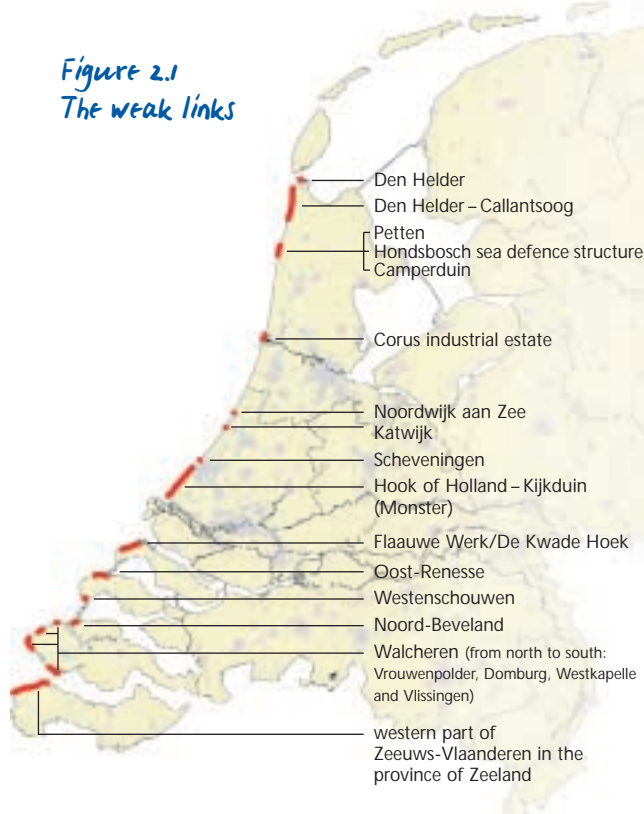 Figure 2.1
The weak links
Den Helder
Den Helder – Callantsoog
Petten
Hondsbosch sea defence structure
Camperduin
Corus industrial estate
Noordwijk aan Zee
Katwijk
Scheveningen
Hook of Holland – Kijkduin
(Monster)
Flaauwe Werk/De Kwade Hoek
Oost-Renesse
Westenschouwen
Noord-Beveland
Walcheren (from north to south:
Vrouwenpolder, Domburg, Westkapelle
and Vlissingen)
western part of
Zeeuws-Vlaanderen in the
province of Zeeland